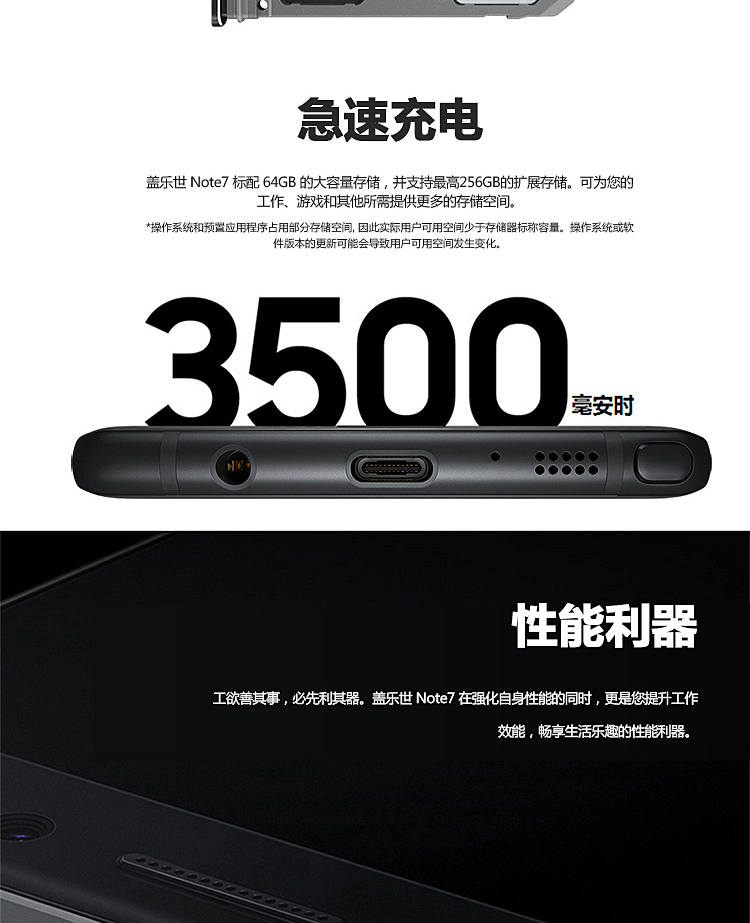 急速充电
盖乐世 Note7 标配 64GB 的大容量存储，并支持最高256GB的扩展存储。可为您的
工作、游戏和其他所需提供更多的存储空间。
*操作系统和预置应用程序占用部分存储空间, 因此实际用户可用空间少于存储器标称容量。操作系统或软
件版本的更新可能会导致用户可用空间发生变化。
3500
毫安时
性能利器
工欲善其事，必先利其器。盖乐世 Note7 在强化自身性能的同时，更是您提升工作
效能，畅享生活乐趣的性能利器。